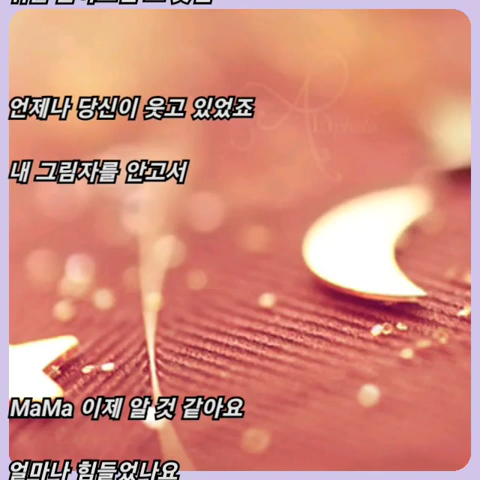 언제나 당신이 웃고 있었죠
내 그림자를 안고서
MaMa 이제 알 것 같아요
얼마나 힘들었나요